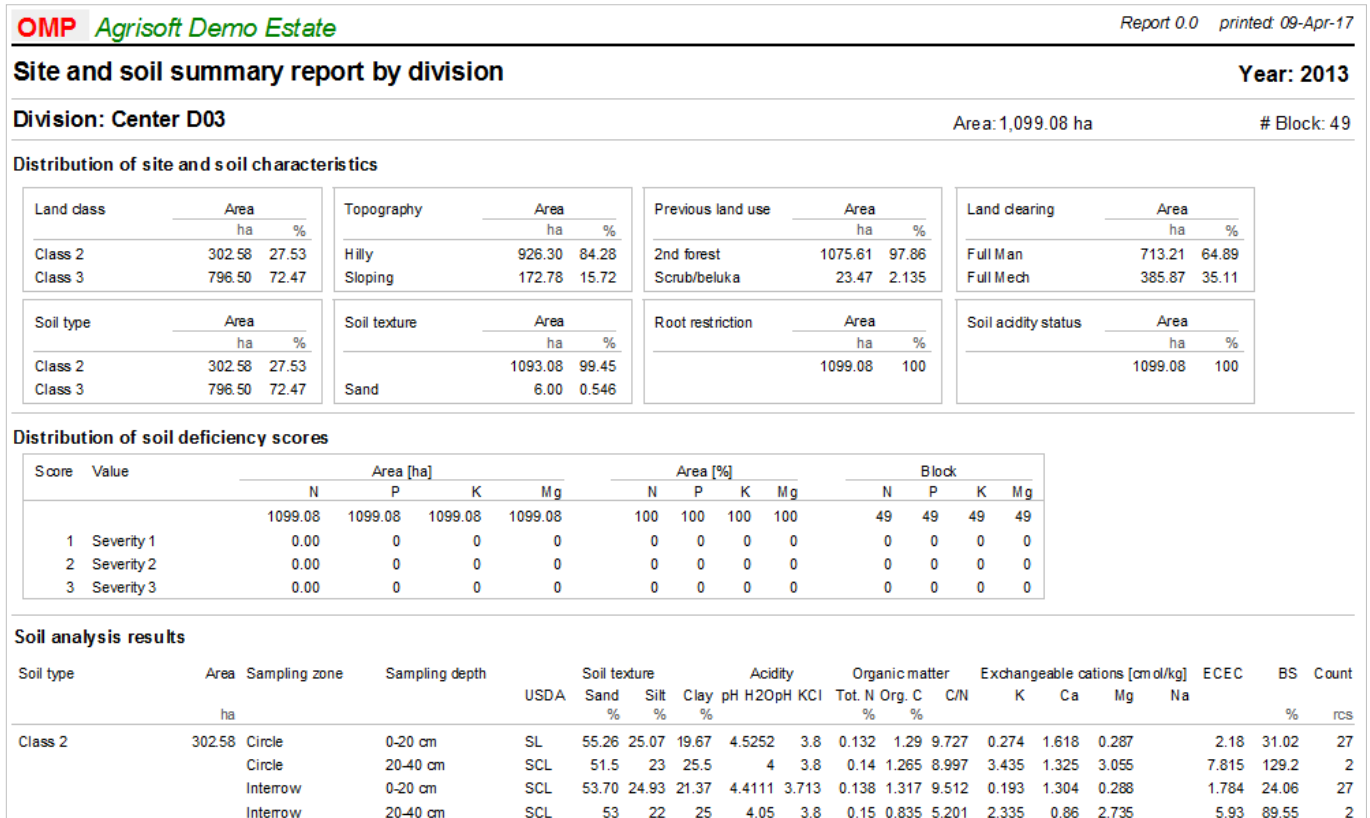 OMP Agrisoft Demo Estate Report 0.0 printed: 09-Apr-17
Site and soil summary report by division Year: 2013
Division: Center D03 Area: 1,099.08 ha # Block: 49
Distribution of site and soil characteristics
Land class Area Topography Area Previous land use Area Land clearing Area
ha % ha % ha % ha %
Class 2 302.58 27.53 Hilly 926.30 84.28 2nd forest 1075.61 97.86 Full Man 713.21 64.89
Class 3 796.50 72.47 Sloping 172.78 15.72 Scrub/beluka 23.47 2.135 Full Mech 385.87 35.11
Soil type Area Soil texture Area Root restriction Area Soil acidity status Area
ha % ha % ha % ha %
Class 2 302.58 27.53 1093.08 99.45 1099.08 100 1099.08 100
Class 3 796.50 72.47 Sand 6.00 0.546
Distribution of soil deficiency scores
Score Value Area [ha] Area [%] Block
N P K Mg N P K Mg N P K Mg
1099.08 1099.08 1099.08 1099.08 100 100 100 100 49 49 49 49
1 Severity 1 0.00 0 0 0 0 0 0 0 0 0 0 0
2 Severity 2 0.00 0 0 0 0 0 0 0 0 0 0 0
3 Severity 3 0.00 0 0 0 0 0 0 0 0 0 0 0
Soil analysis results
Soil type Area Sampling zone Sampling depth Soil texture Acidity Organic matter Exchangeable cations [cmol/kg] ECEC BS Count
USDA Sand Silt Clay pH H2O pH KCl Tot. N Org. C C/N K Ca Mg Na
ha % % % % % % rcs
Class 2 302.58 Circle 0-20 cm SL 55.26 25.07 19.67 4.5252 3.8 0.132 1.29 9.727 0.274 1.618 0.287 2.18 31.02 27
Circle 20-40 cm SCL 51.5 23 25.5 4 3.8 0.14 1.265 8.997 3.435 1.325 3.055 7.815 129.2 2
Interrow 0-20 cm SCL 53.70 24.93 21.37 4.4111 3.713 0.138 1.317 9.512 0.193 1.304 0.288 1.784 24.06 27
Interrow 20-40 cm SCL 53 22 25 4.05 3.8 0.15 0.835 5.201 2.335 0.86 2.735 5.93 89.55 2